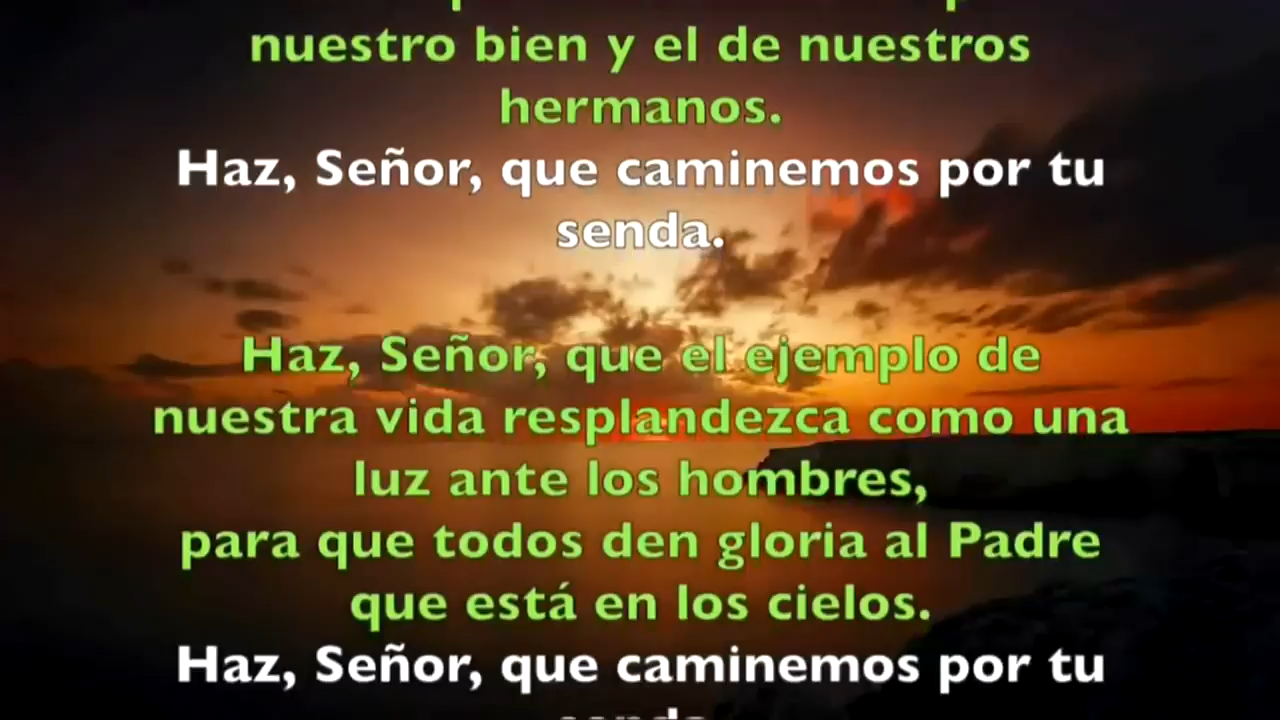 nuestro bien y el de nuestros
hermanos.
Haz, Señor, que caminemos por tu
senda.
Haz, Señor, que el ejemplo de
nuestra vida resplandezca como una
luz ante los hombres,
para que todos den gloria al Padre
que está en los cielos.
Haz, Señor, que caminemos por tu